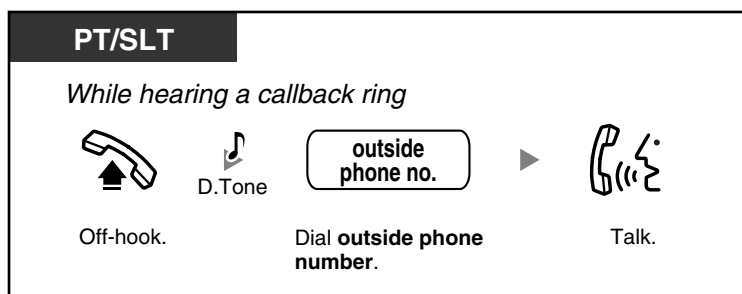 PT/SLT
While hearing a callback ring
D.Tone
outside
phone no.
Off-hook.
Dial outside phone
number.
Talk.